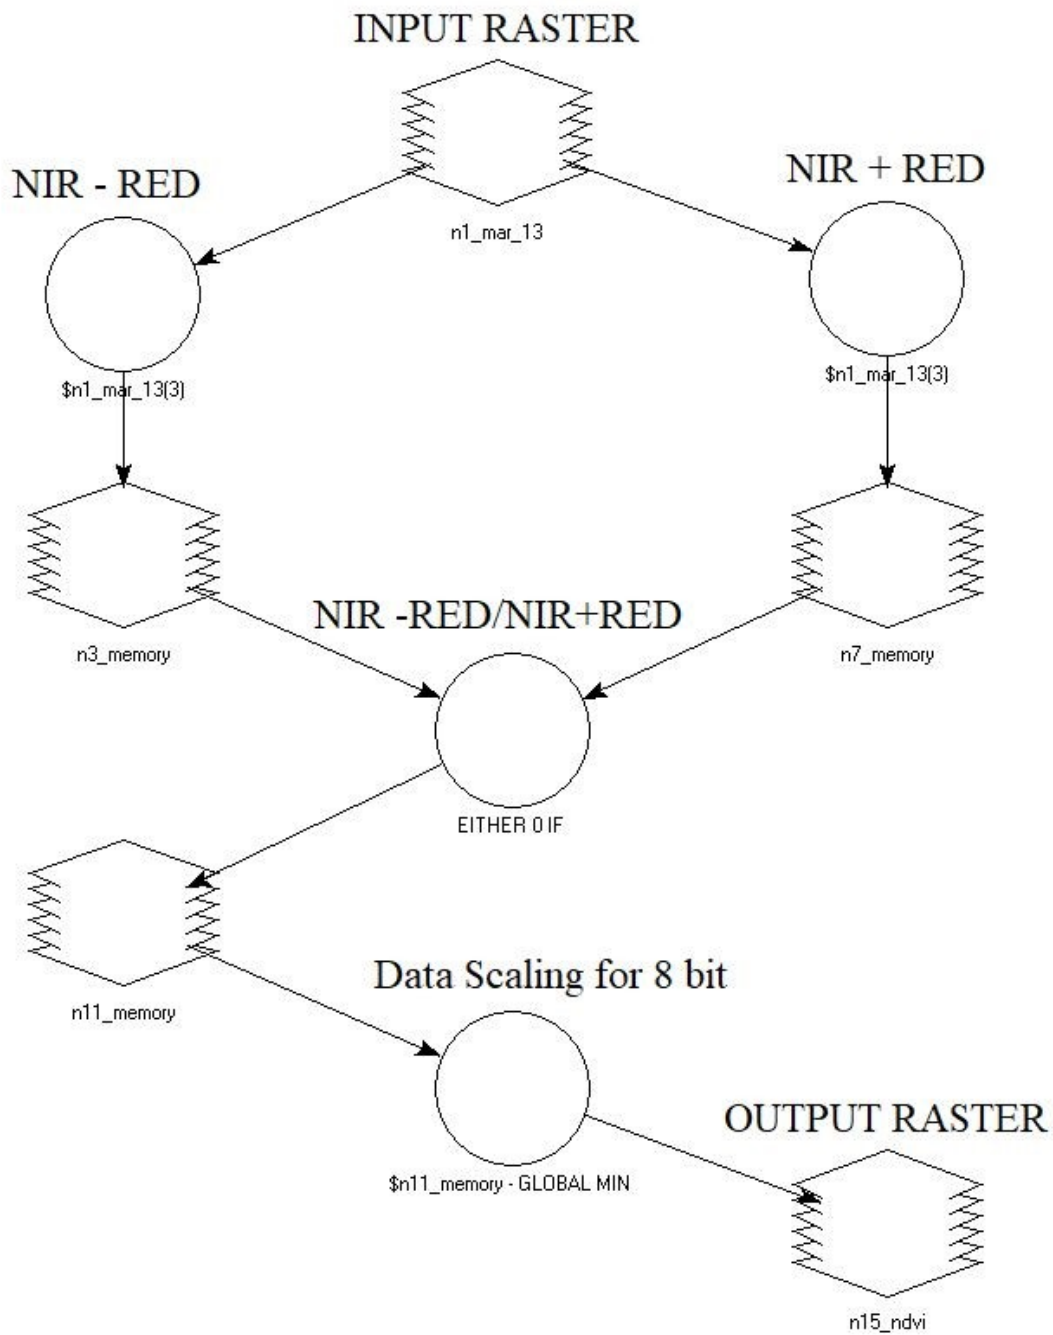 INPUT RASTER
NIR - RED
NIR + RED
n1_mar_13
$n1_mar_13(3)
$n1_mar_13(3)
NIR -RED/NIR+RED
n3_memory
n7_memory
EITHER 0 IF
Data Scaling for 8 bit
n11_memory
OUTPUT RASTER
$n11_memory - GLOBAL MIN
n15_ndvi